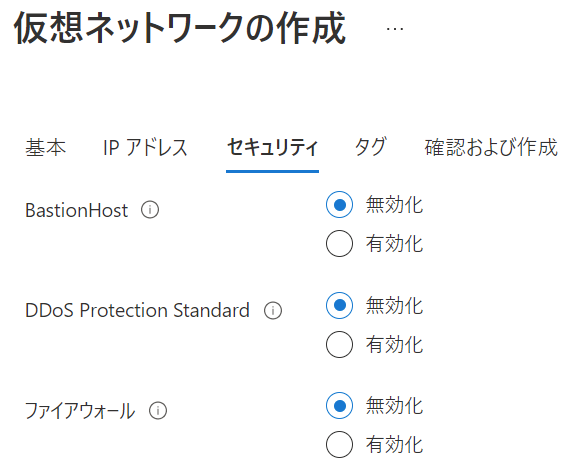 仮想ネットワークの作成 …
基本 IP アドレス セキュリティ タグ 確認および作成
BastionHost 無効化
有効化
DDoS Protection Standard 無効化
有効化
ファイアウォール 無効化
有効化